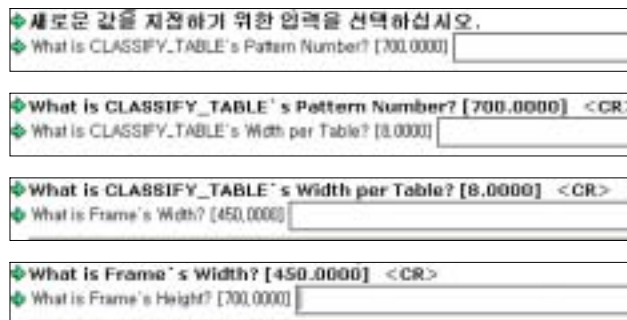 새로운 값을 지정하기 위한 입력을 선택하십시오.
What is CLASSIFY_TABLE's Pattern Number? [700.0000]
What is CLASSIFY_TABLE`s Pattern Number? [700.0000] <CR>
What is CLASSIFY_TABLE's Width per Table? [8.0000]
What is CLASSIFY_TABLE`s Width per Table? [8.0000] <CR>
What is Frame's Width? [450.0000]
What is Frame`s Width? [450.0000] <CR>
What is Frame's Height? [700.0000]